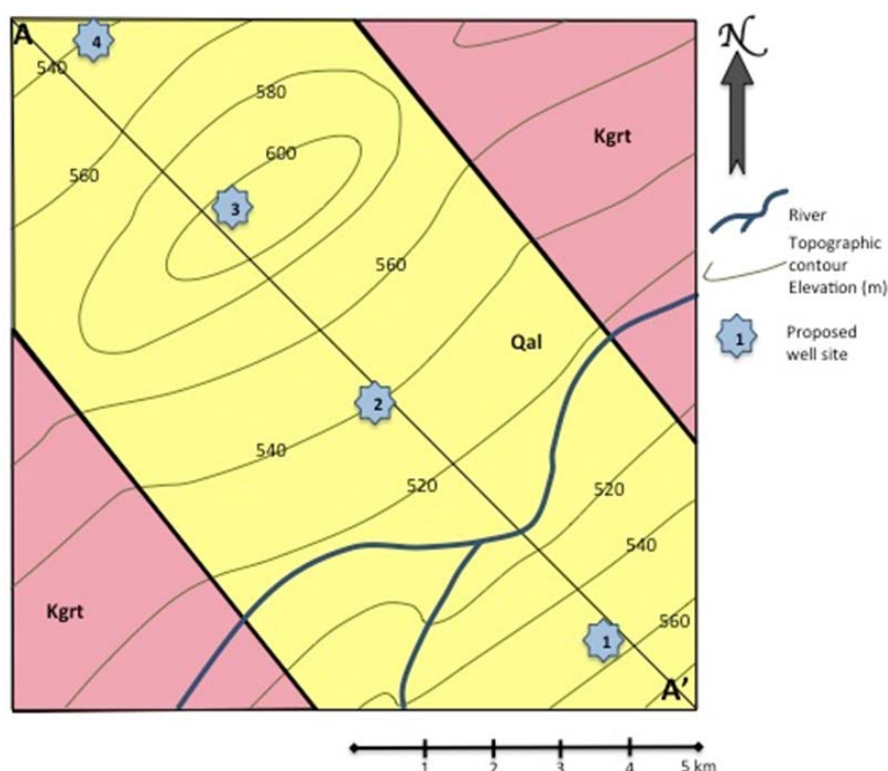 A
4
540
580
Kgrt
N
600
560
3
River
Topographic
contour
Elevation (m)
560
Qal
1
Proposed
well site
2
540
520
520
540
Kgrt
560
1
A’
1 2 3 4 5 km